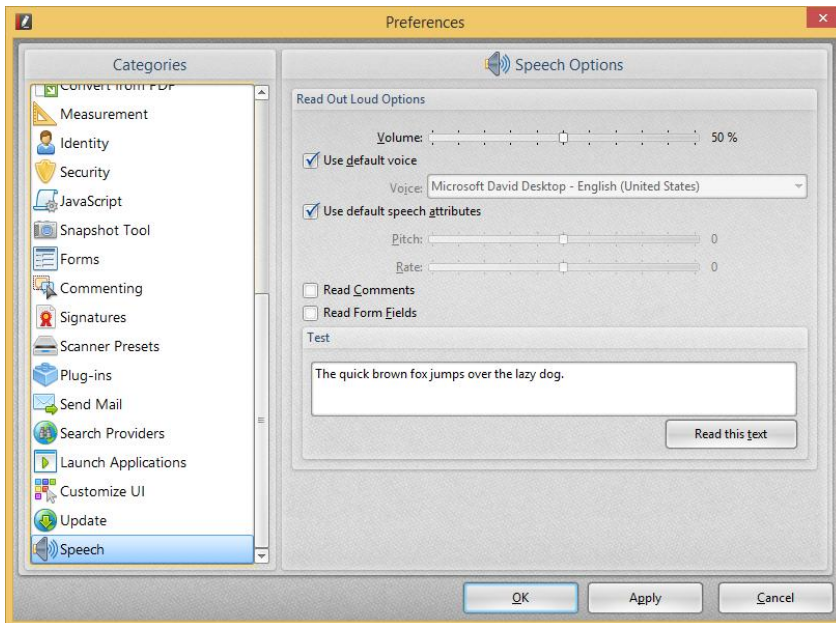 Preferences
Categories
Convert from PDF
Measurement
Identity
Security
JavaScript
Snapshot Tool
Forms
Commenting
Signatures
Scanner Presets
Plug-ins
Send Mail
Search Providers
Launch Applications
Customize UI
Update
Speech
Speech Options
Read Out Loud Options
Volume: 50 %
Use default voice
Voice: Microsoft David Desktop - English (United States)
Use default speech attributes
Pitch: 0
Rate: 0
Read Comments
Read Form Fields
Test
The quick brown fox jumps over the lazy dog.
Read this text
OK Apply Cancel